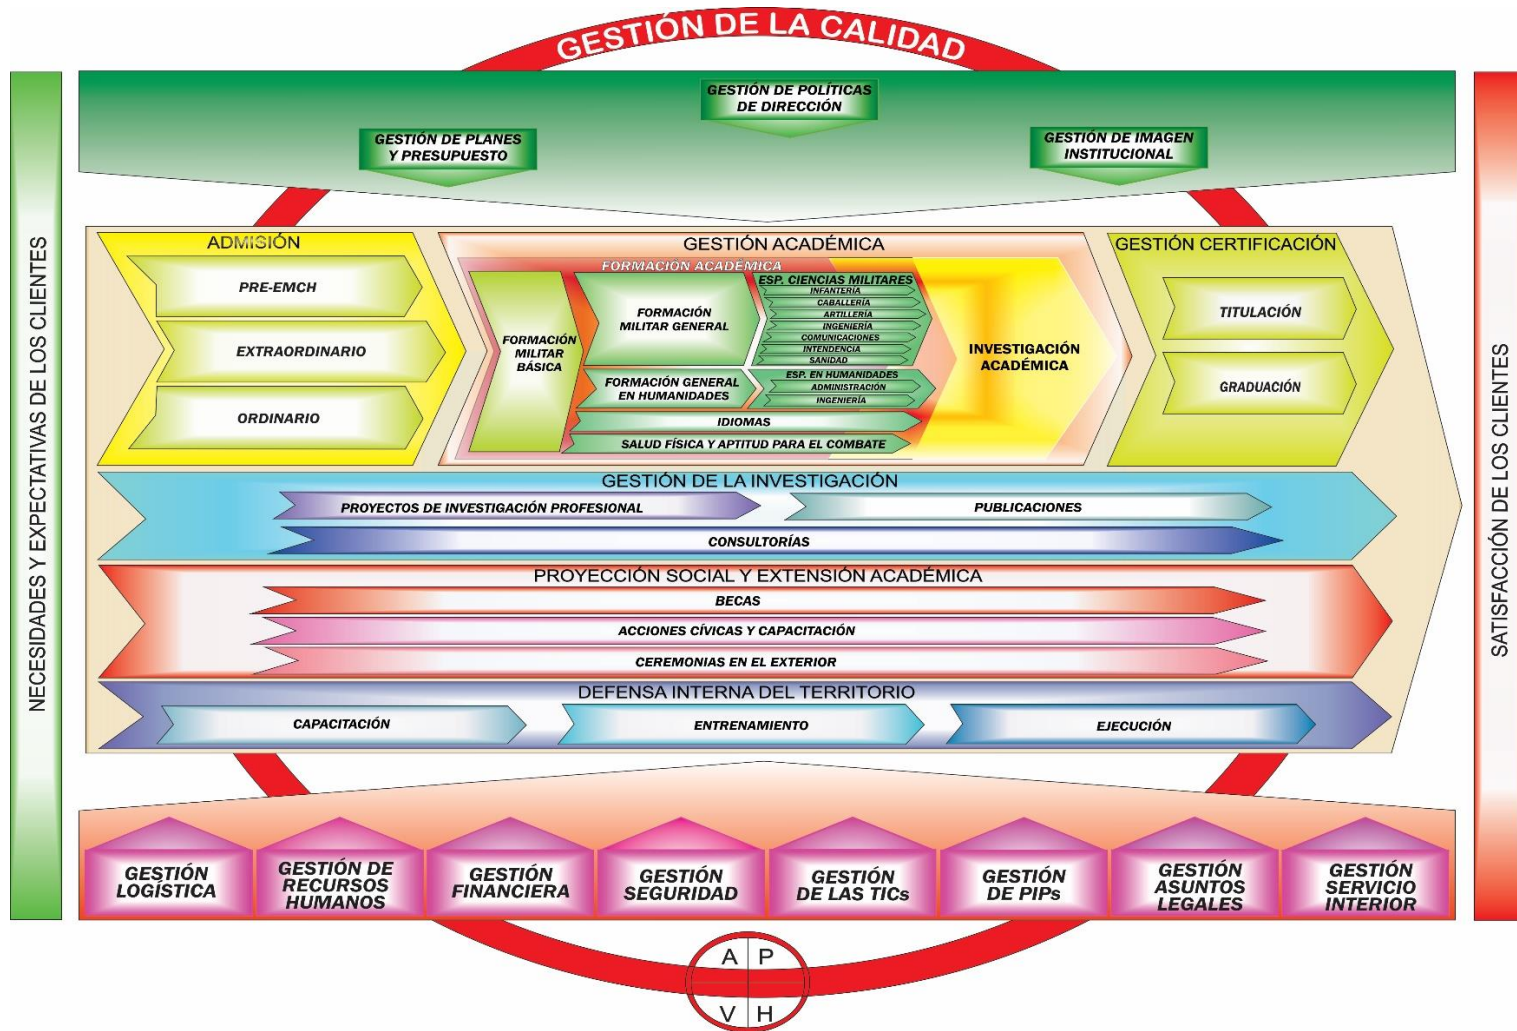 GESTIÓN DE LA CALIDAD
NECESIDADES Y EXPECTATIVAS DE LOS CLIENTES
GESTIÓN DE POLÍTICAS
DE DIRECCIÓN
GESTIÓN DE PLANES
Y PRESUPUESTO
GESTIÓN DE IMAGEN
INSTITUCIONAL
ADMISIÓN
PRE-EMCH
EXTRAORDINARIO
ORDINARIO
GESTIÓN ACADÉMICA
FORMACIÓN ACADÉMICA
FORMACIÓN
MILITAR
BÁSICA
FORMACIÓN
MILITAR GENERAL
ESP. CIENCIAS MILITARES
INFANTERÍA
CABALLERÍA
ARTILLERÍA
INGENIERÍA
COMUNICACIONES
INTENDENCIA
SANIDAD
FORMACIÓN GENERAL
EN HUMANIDADES
ESP. EN HUMANIDADES
ADMINISTRACIÓN
INGENIERÍA
IDIOMAS
SALUD FÍSICA Y APTITUD PARA EL COMBATE
INVESTIGACIÓN
ACADÉMICA
GESTIÓN CERTIFICACIÓN
TITULACIÓN
GRADUACIÓN
GESTIÓN DE LA INVESTIGACIÓN
PROYECTOS DE INVESTIGACIÓN PROFESIONAL
PUBLICACIONES
CONSULTORÍAS
PROYECCIÓN SOCIAL Y EXTENSIÓN ACADÉMICA
BECAS
ACCIONES CÍVICAS Y CAPACITACIÓN
CEREMONIAS EN EL EXTERIOR
DEFENSA INTERNA DEL TERRITORIO
CAPACITACIÓN
ENTRENAMIENTO
EJECUCIÓN
GESTIÓN
LOGÍSTICA
GESTIÓN DE
RECURSOS
HUMANOS
GESTIÓN
FINANCIERA
GESTIÓN
SEGURIDAD
GESTIÓN
DE LAS TICs
GESTIÓN
DE PIPs
GESTIÓN
ASUNTOS
LEGALES
GESTIÓN
SERVICIO
INTERIOR
SATISFACCIÓN DE LOS CLIENTES
A P
V H